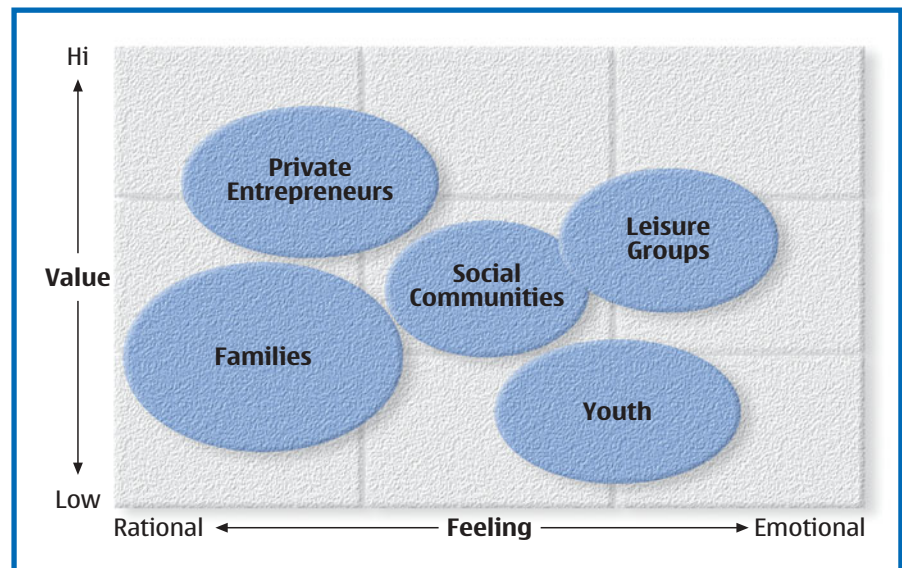 Hi
Private
Entrepreneurs
Leisure
Groups
Value
Social
Communities
Families
Youth
Low
Rational
Feeling
Emotional